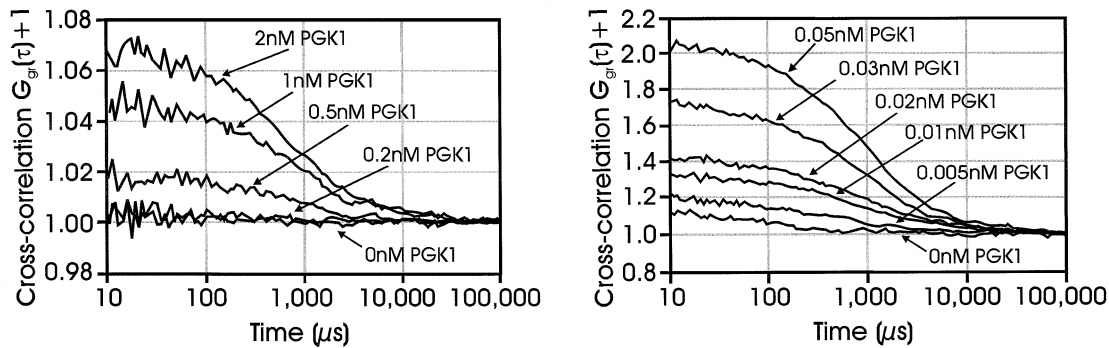 Cross-correlation Ggr(τ)+1
1.08
1.06
1.04
1.02
1.00
0.98
2nM PGK1
1nM PGK1
0.5nM PGK1
0.2nM PGK1
0nM PGK1
10 100 1,000 10,000 100,000
Time (µs)
Cross-correlation Ggr(τ)+1
2.2
2.0
1.8
1.6
1.4
1.2
1.0
0.8
0.05nM PGK1
0.03nM PGK1
0.02nM PGK1
0.01nM PGK1
0.005nM PGK1
0nM PGK1
10 100 1,000 10,000 100,000
Time (µs)